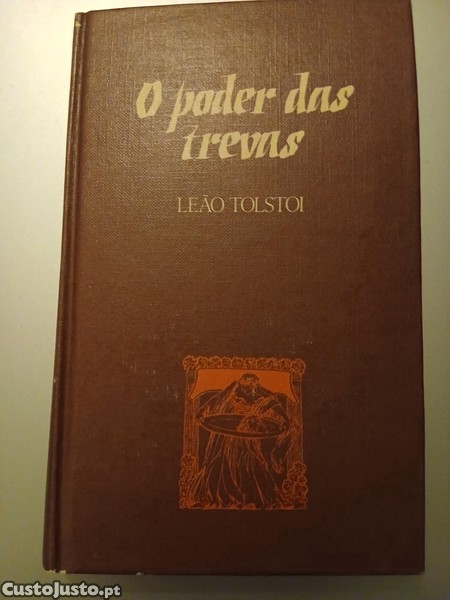 O poder das
trevas
LEÃO TOLSTOI
CustoJusto.pt